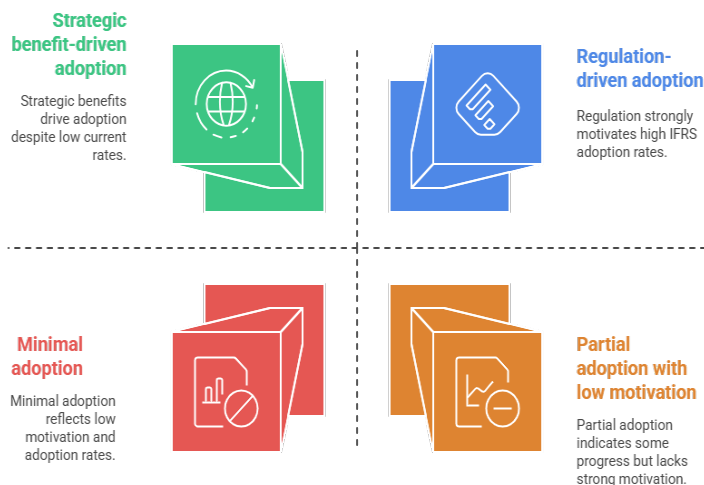 Strategic
benefit-driven
adoption
Strategic benefits
drive adoption
despite low current
rates.
Regulation-
driven adoption
Regulation strongly
motivates high IFRS
adoption rates.
Minimal
adoption
Minimal adoption
reflects low
motivation and
adoption rates.
Partial
adoption with
low motivation
Partial adoption
indicates some
progress but lacks
strong motivation.